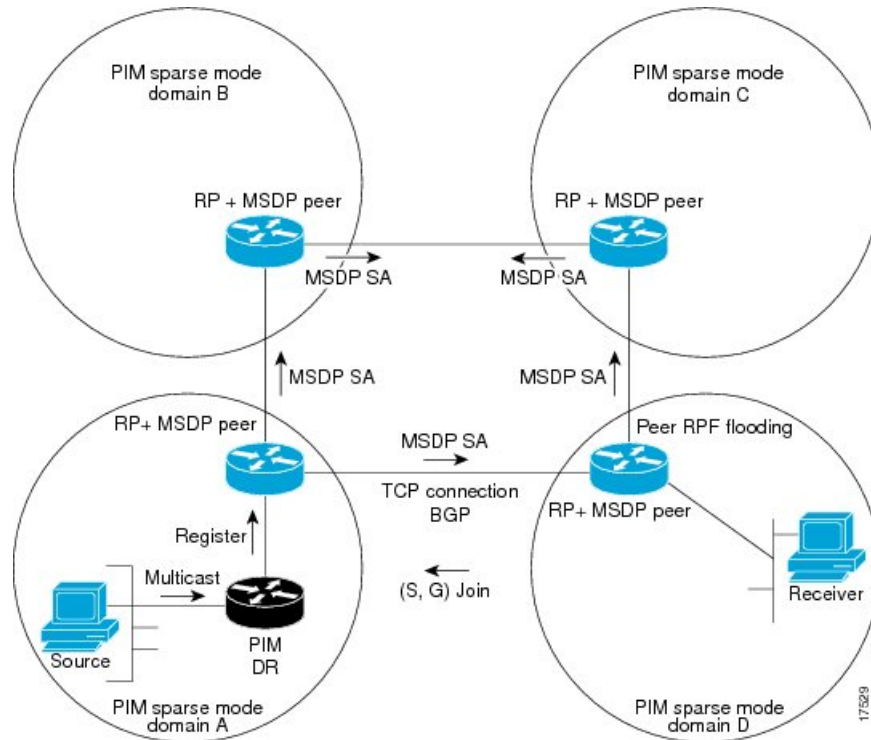 PIM sparse mode
domain B
PIM sparse mode
domain C
RP + MSDP peer
RP + MSDP peer
MSDP SA
MSDP SA
MSDP SA
MSDP SA
RP+ MSDP peer
MSDP SA
Peer RPF flooding
TCP connection
BGP
RP+ MSDP peer
Register
Multicast
(S, G) Join
Receiver
Source
PIM
DR
PIM sparse mode
domain A
PIM sparse mode
domain D
17529